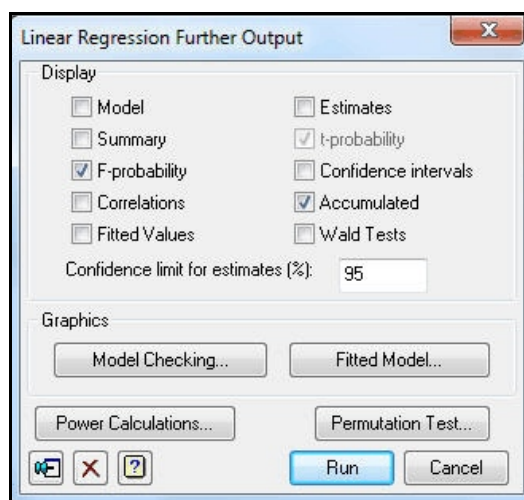 Linear Regression Further Output
Display
Model Estimates
Summary t-probability
F-probability Confidence intervals
Correlations Accumulated
Fitted Values Wald Tests
Confidence limit for estimates (%): 95
Graphics
Model Checking... Fitted Model...
Power Calculations... Permutation Test...
Run Cancel